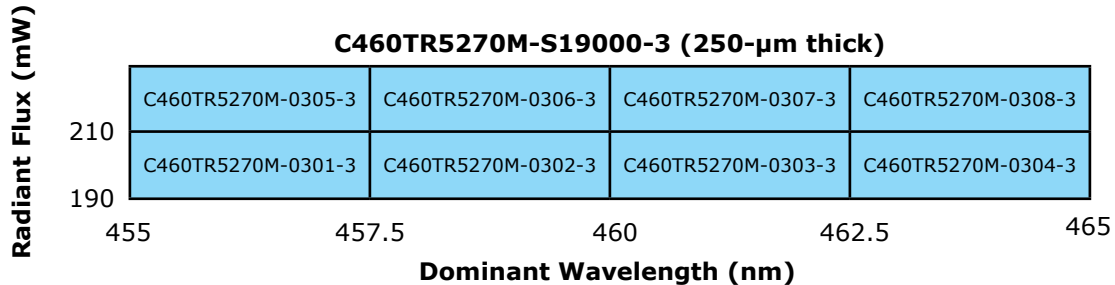 C460TR5270M-S19000-3 (250-μm thick)
Radiant Flux (mW)
C460TR5270M-0305-3 C460TR5270M-0306-3 C460TR5270M-0307-3 C460TR5270M-0308-3
210
C460TR5270M-0301-3 C460TR5270M-0302-3 C460TR5270M-0303-3 C460TR5270M-0304-3
190
455 457.5 460 462.5 465
Dominant Wavelength (nm)